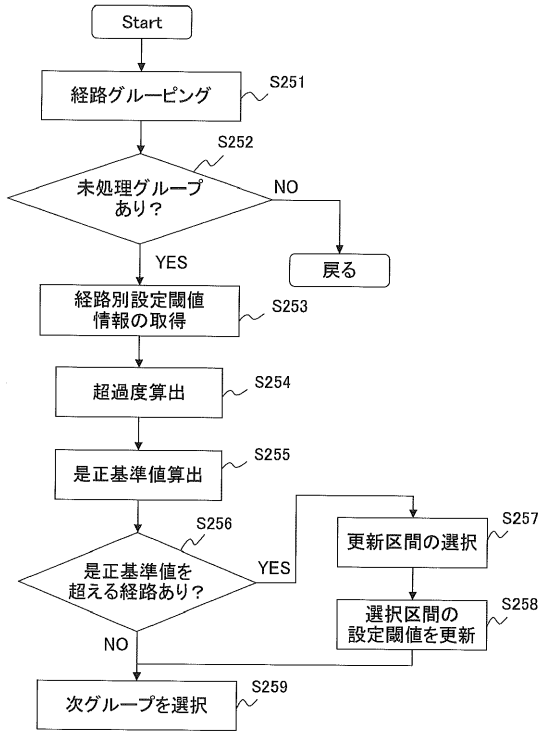 Start
経路グルーピング
S251
S252
未処理グループ
あり?
NO
YES
戻る
経路別設定閾値
情報の取得
S253
超過度算出
S254
是正基準値算出
S255
S256
是正基準値を
超える経路あり?
YES
NO
更新区間の選択
S257
選択区間の
設定閾値を更新
S258
次グループを選択
S259